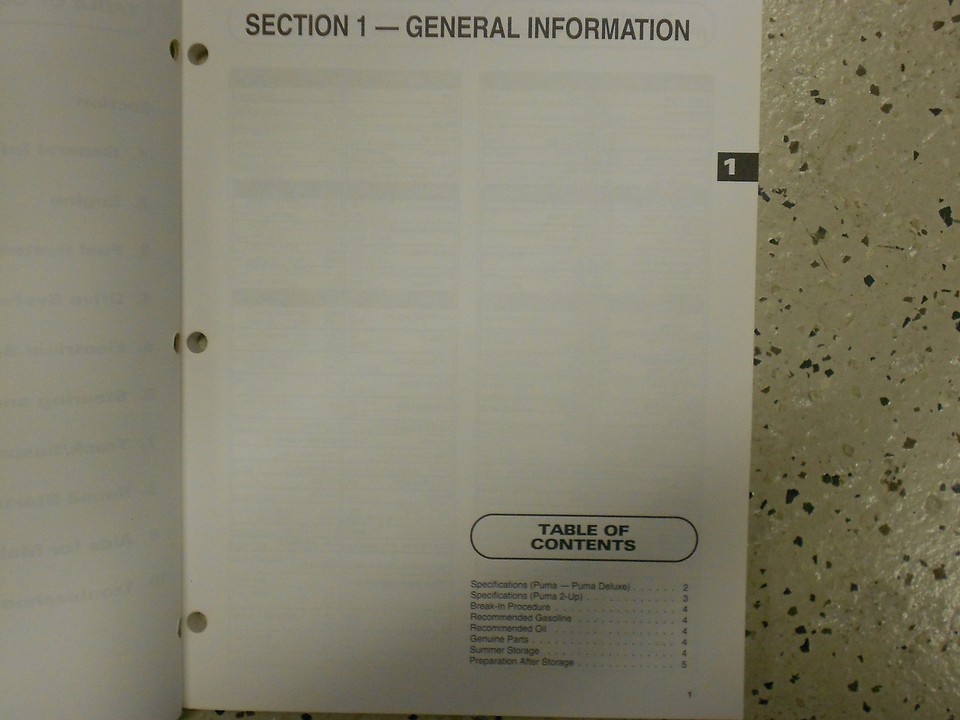 SECTION 1 — GENERAL INFORMATION
1
TABLE OF
CONTENTS
Specifications (Puma — Puma Deluxe) . . . . . . . 2
Specifications (Puma 2-Up) . . . . . . . . . . . . . . 3
Break-In Procedure . . . . . . . . . . . . . . . . . . . 4
Recommended Gasoline . . . . . . . . . . . . . . . . 4
Recommended Oil . . . . . . . . . . . . . . . . . . . . 4
Genuine Parts . . . . . . . . . . . . . . . . . . . . . . . 4
Summer Storage . . . . . . . . . . . . . . . . . . . . . 4
Preparation After Storage . . . . . . . . . . . . . . . 5
1